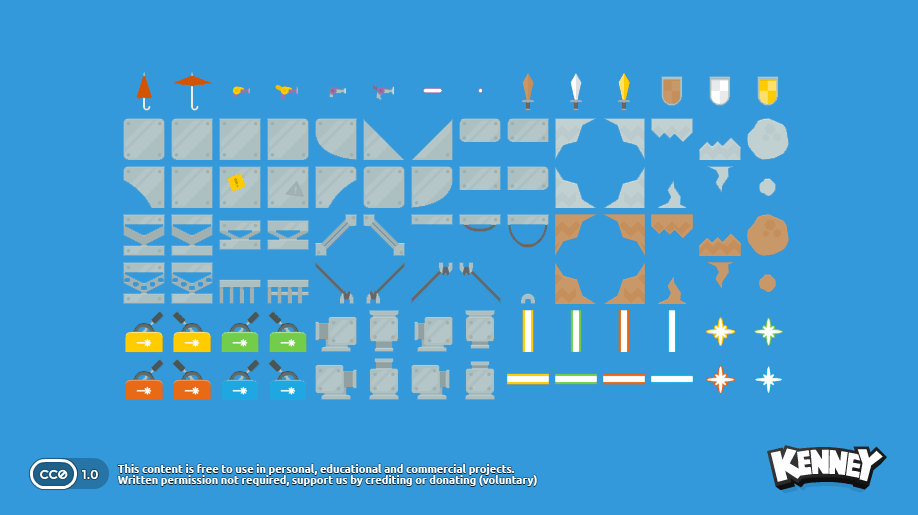 !
CC0 1.0
This content is free to use in personal, educational and commercial projects.
Written permission not required, support us by crediting or donating (voluntary)
KENNEY